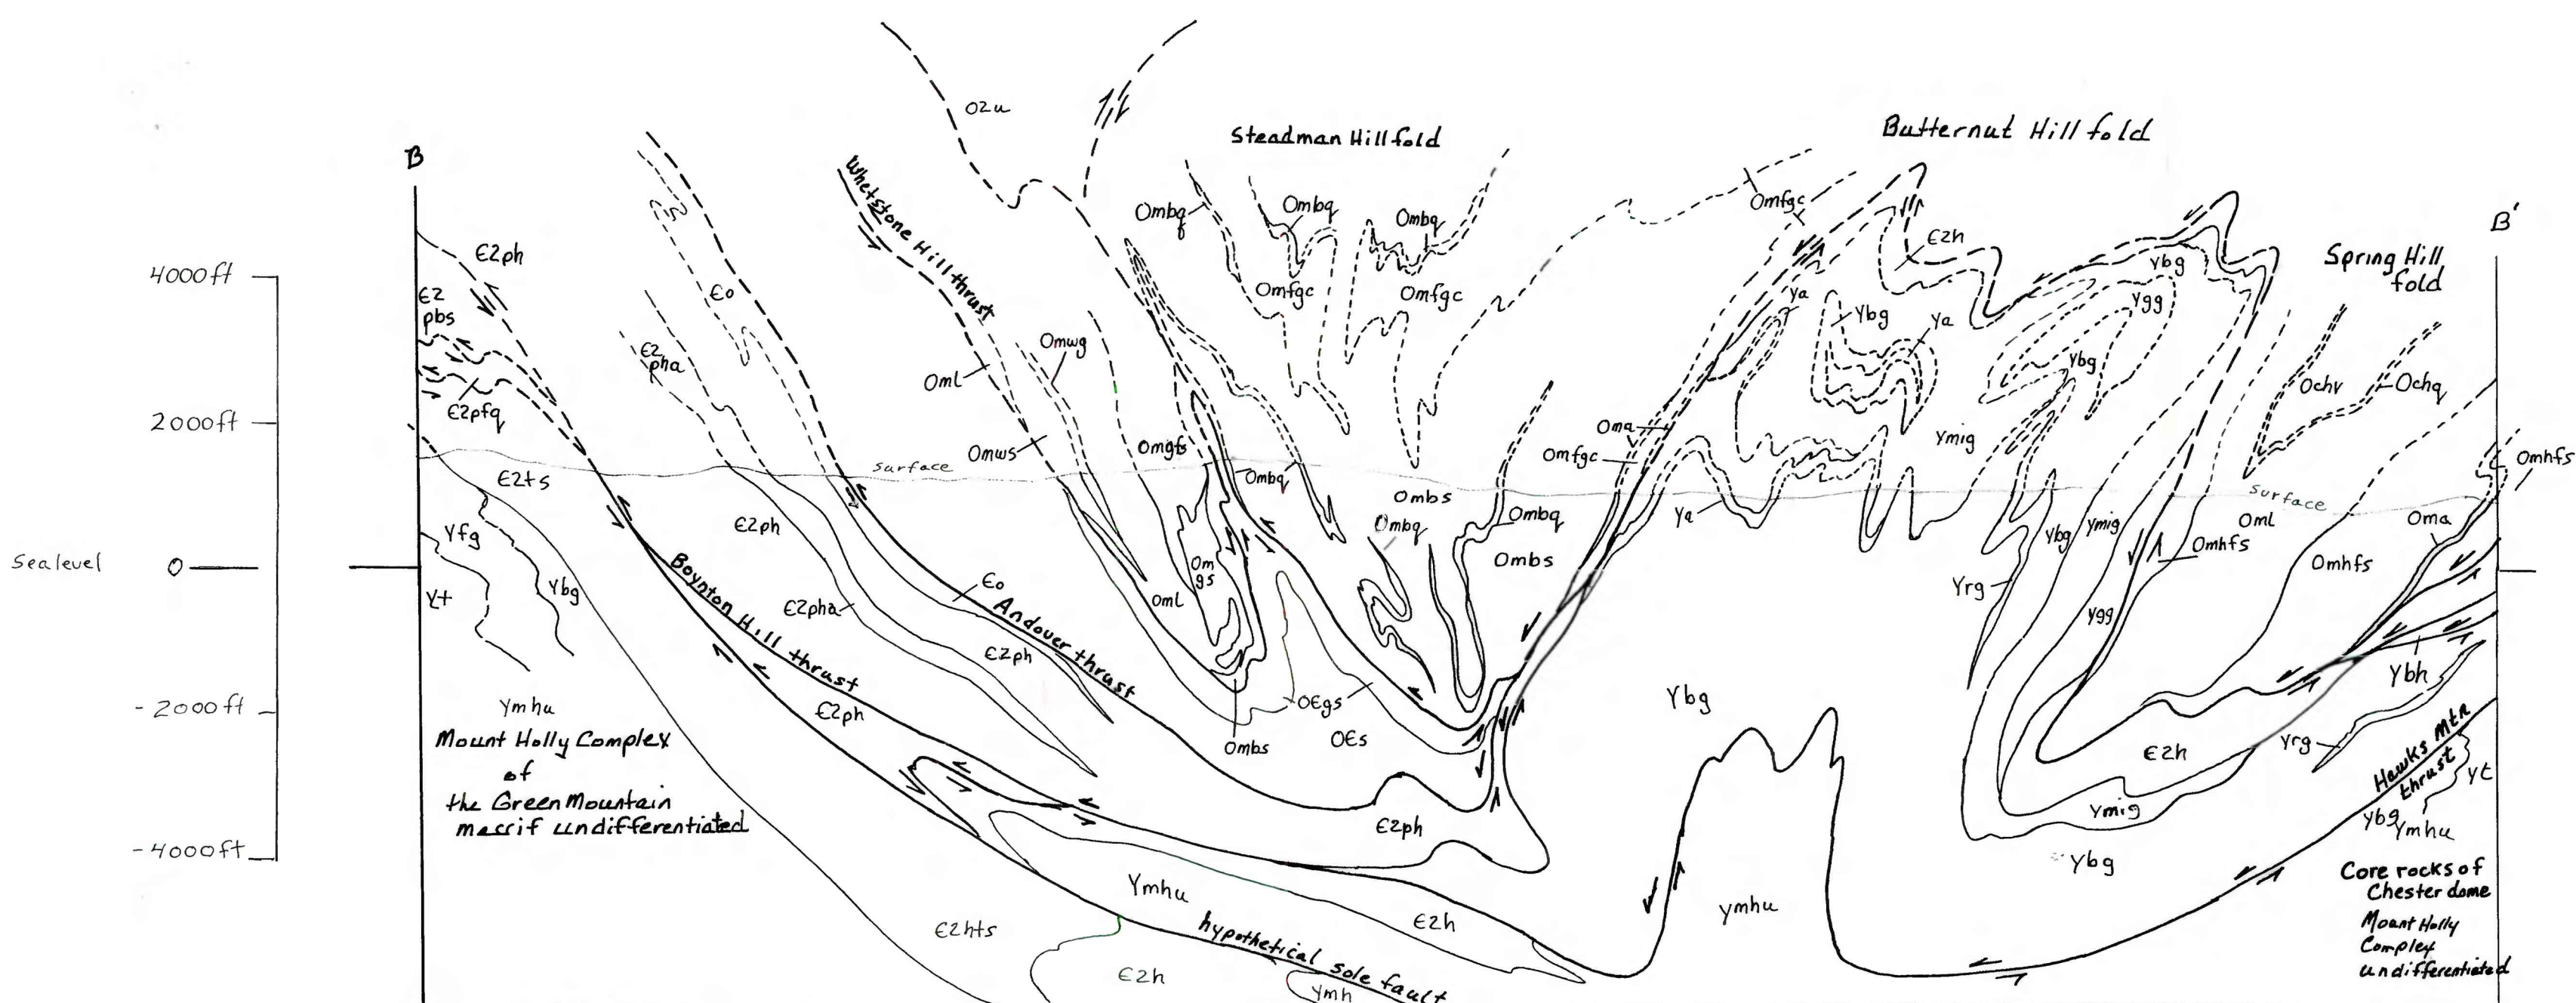 O2u
Steadman Hill fold
Butternut Hill fold
B
Whetstone Hill thrust
Ombq
Ombq
Ombq
Omfgc
B'
Є2ph
Є2h
Spring Hill
fold
4000ft
Ybg
Є2
pbs
Єo
Omfgc
Omfgc
Ya
Ygg
Ybg
Ya
Omwg
Є2
pha
Oml
Ybg
Ochv
Ochq
Є2pfq
2000ft
Oma
Omgfs
Ymig
Omws
Omfgc
Omhfs
surface
Є2ts
Ombq
Ombs
surface
Ya
Ombq
Ombq
Є2ph
Yfg
Ybg
Ymig
Oml
Oma
Omhfs
Sealevel
0
Om
gs
Ombs
Omhfs
Yt
Ybg
Єo
Yrg
Oml
Boynton Hill thrust
Є2pha
Andover thrust
Ygg
Є2ph
Ybh
Ybg
-2000ft
Ymhu
Є2ph
OЄgs
Mount Holly Complex
of
the Green Mountain
massif undifferentiated
Ombs
OЄs
Є2h
Yrg
Hawks Mtn
thrust
Yt
Ymig
Ybg
Ymhu
Є2ph
-4000ft
Ybg
Core rocks of
Chester dome
Mount Holly
Complex
undifferentiated
Ymhu
Ymhu
Є2hts
Є2h
hypothetical sole fault
Є2h
Ymh